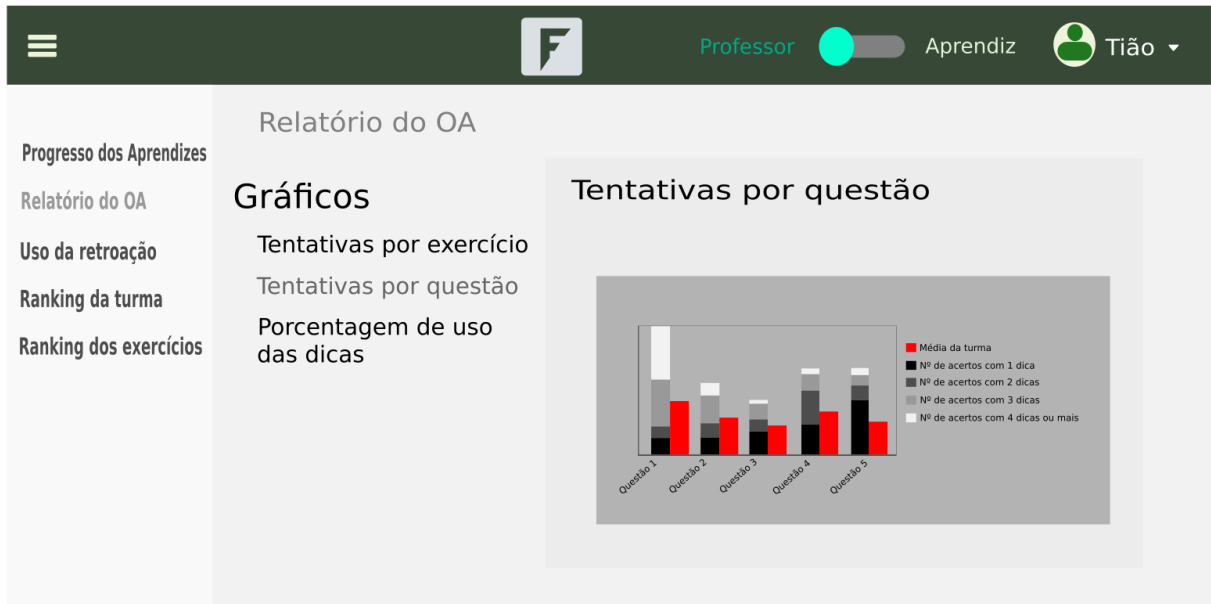 F
Professor
Aprendiz
Tião
Progresso dos Aprendizes
Relatório do OA
Uso da retroação
Ranking da turma
Ranking dos exercícios
Relatório do OA
Gráficos
Tentativas por exercício
Tentativas por questão
Porcentagem de uso
das dicas
Tentativas por questão
Questão 1
Questão 2
Questão 3
Questão 4
Questão 5
Média da turma
Nº de acertos com 1 dica
Nº de acertos com 2 dicas
Nº de acertos com 3 dicas
Nº de acertos com 4 dicas ou mais